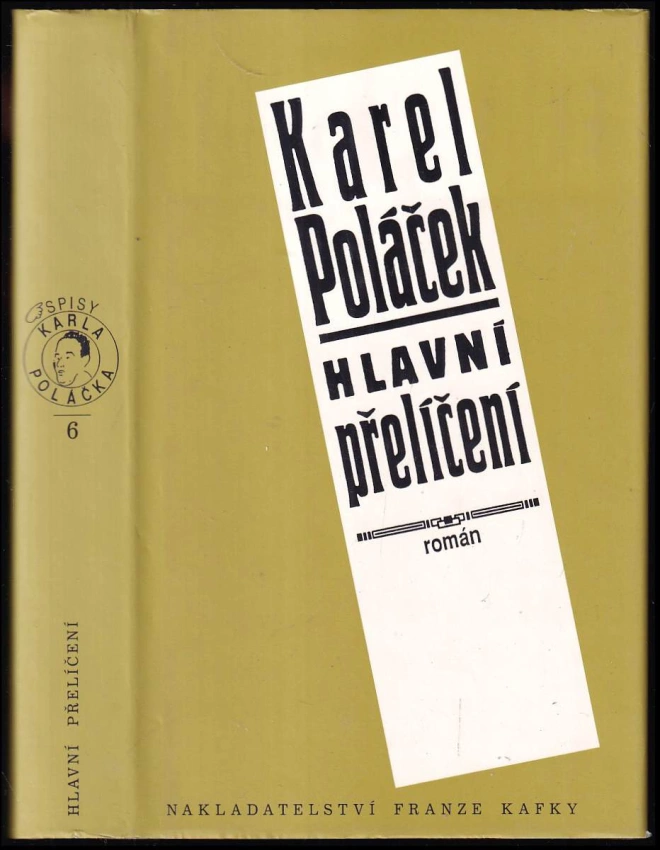 SPISY
KARLA
POLÁČKA
6
HLAVNÍ PŘELÍČENÍ
Karel
Poláček
HLAVNÍ
přelíčení
román
NAKLADATELSTVÍ FRANZE KAFKY